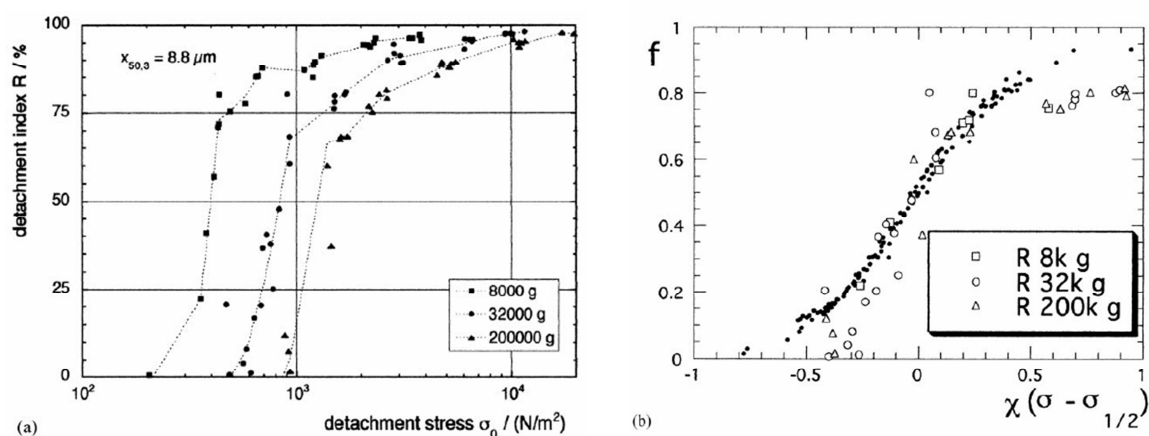 detachment index R / %
100
75
50
25
0
x50,3 = 8.8 μm
8000 g
32000 g
200000 g
10²
10³
10⁴
detachment stress σ₀ / (N/m²)
(a)
f
1
0.8
0.6
0.4
0.2
0
R 8k g
R 32k g
R 200k g
-1
-0.5
0
0.5
1
χ (σ - σ1/2)
(b)